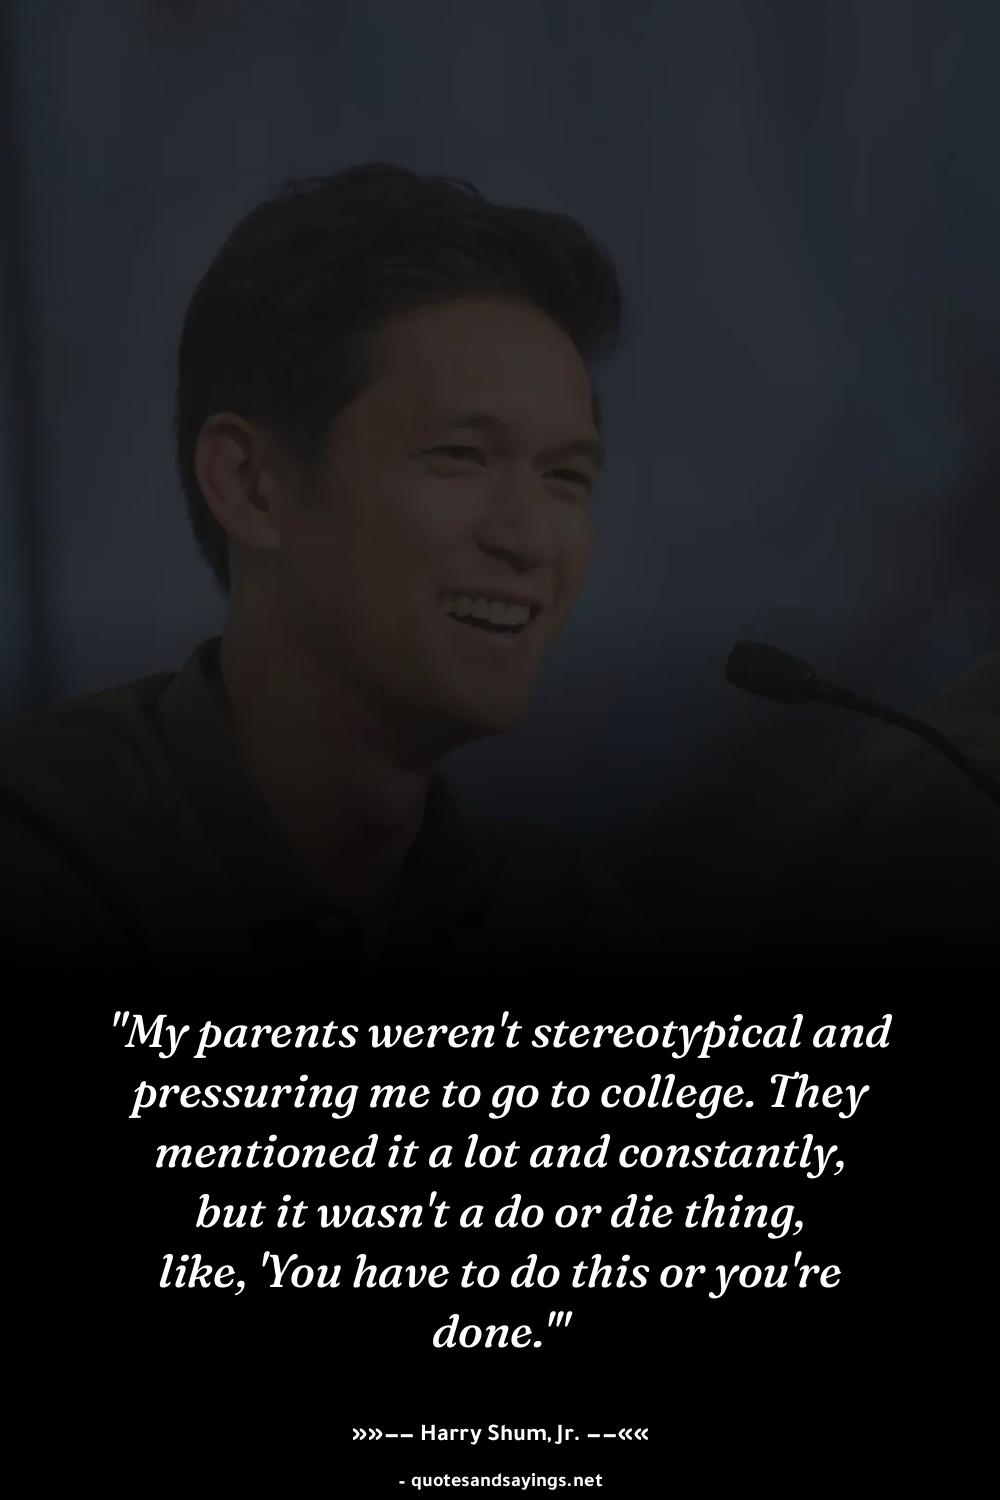 "My parents weren't stereotypical and
pressuring me to go to college. They
mentioned it a lot and constantly,
but it wasn't a do or die thing,
like, 'You have to do this or you're
done.'"
»»−− Harry Shum, Jr. −−««
- quotesandsayings.net